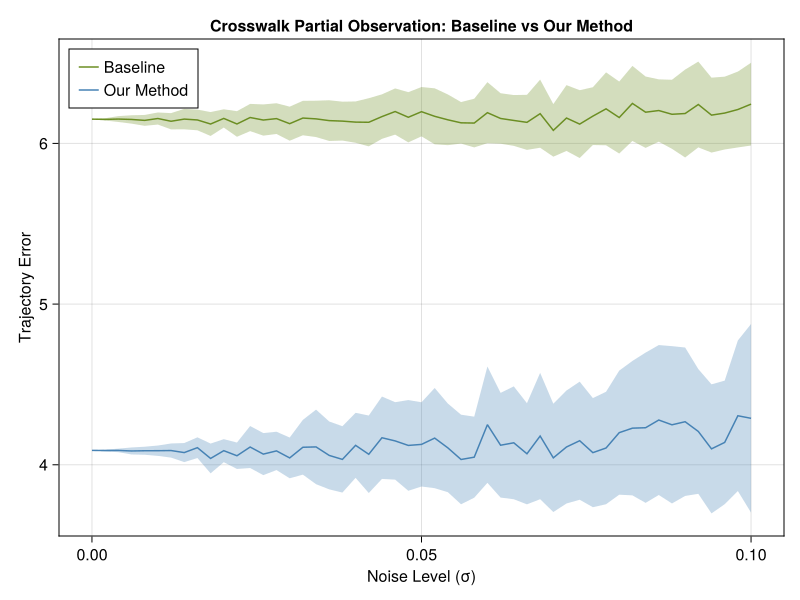 Crosswalk Partial Observation: Baseline vs Our Method
Baseline
Our Method
6
5
4
Trajectory Error
0.00
0.05
0.10
Noise Level (σ)